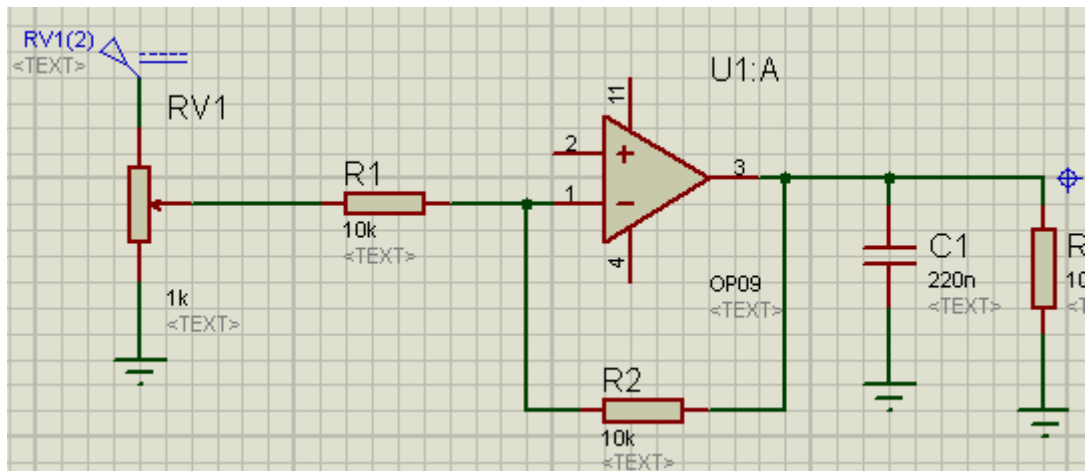 RV1(2)
<TEXT>
RV1
1k
<TEXT>
R1
10k
<TEXT>
U1:A
11
2
+
1
−
3
4
OP09
<TEXT>
R2
10k
<TEXT>
C1
220n
<TEXT>